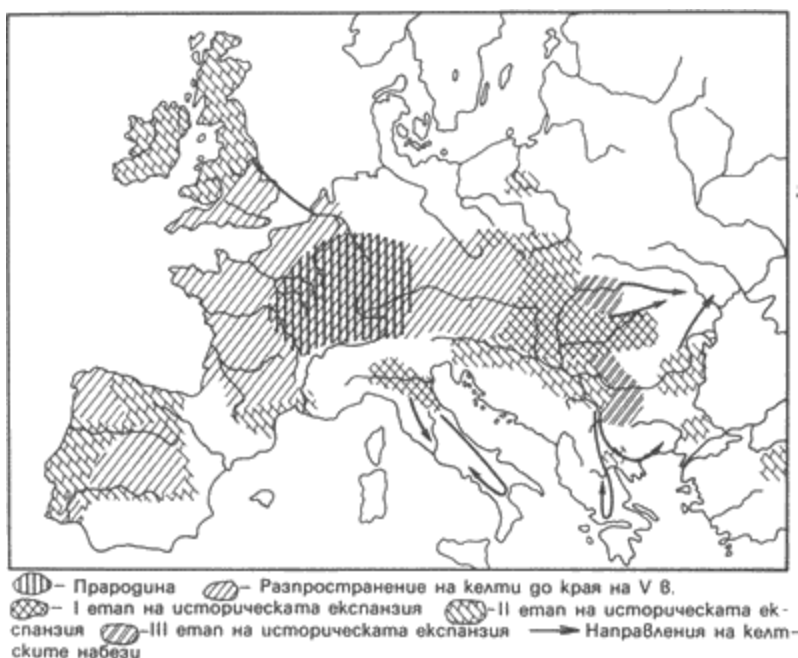 – Прародина – Разпространение на келти до края на V в.
– I етап на историческата експанзия – II етап на историческата ек-
спанзия – III етап на историческата експанзия – Направления на келт-
ските набези